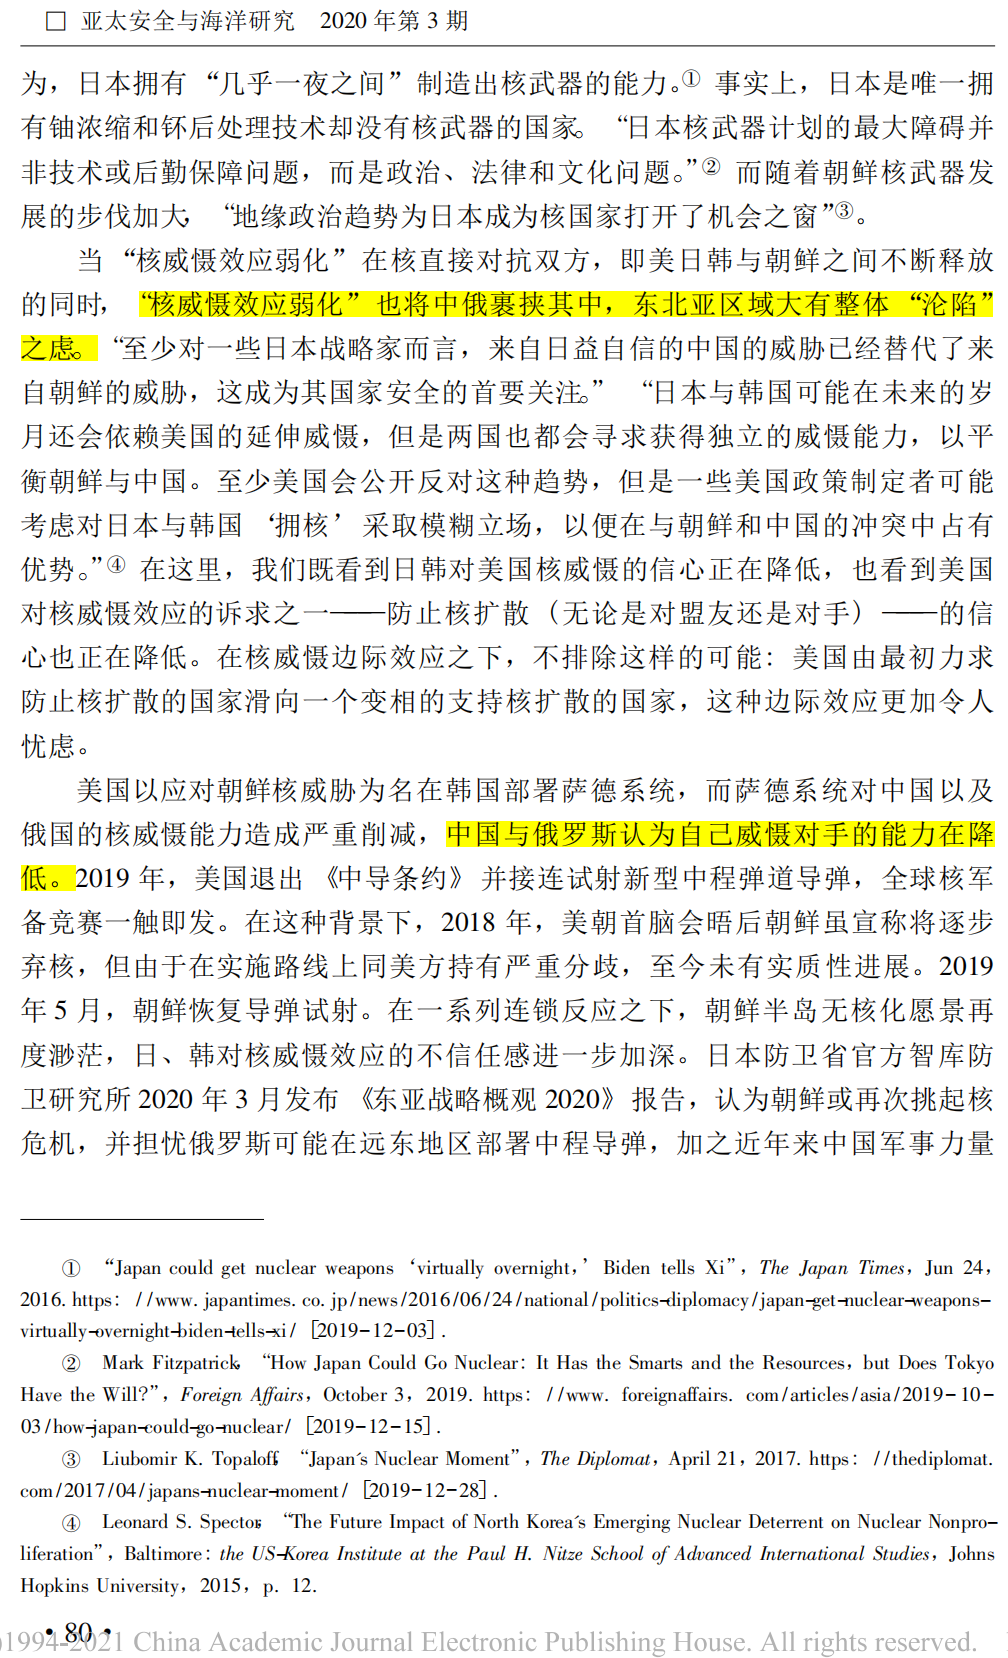 □ 亚太安全与海洋研究 2020 年第 3 期
为，日本拥有“几乎一夜之间”制造出核武器的能力。① 事实上，日本是唯一拥
有铀浓缩和钚后处理技术却没有核武器的国家。“日本核武器计划的最大障碍并
非技术或后勤保障问题，而是政治、法律和文化问题。”② 而随着朝鲜核武器发
展的步伐加大，“地缘政治趋势为日本成为核国家打开了机会之窗”③。
当“核威慑效应弱化”在核直接对抗双方，即美日韩与朝鲜之间不断释放
的同时，“核威慑效应弱化”也将中俄裹挟其中，东北亚区域大有整体“沦陷”
之虑。“至少对一些日本战略家而言，来自日益自信的中国的威胁已经替代了来
自朝鲜的威胁，这成为其国家安全的首要关注。”“日本与韩国可能在未来的岁
月还会依赖美国的延伸威慑，但是两国也都会寻求获得独立的威慑能力，以平
衡朝鲜与中国。至少美国会公开反对这种趋势，但是一些美国政策制定者可能
考虑对日本与韩国‘拥核’采取模糊立场，以便在与朝鲜和中国的冲突中占有
优势。”④ 在这里，我们既看到日韩对美国核威慑的信心正在降低，也看到美国
对核威慑效应的诉求之一——防止核扩散（无论是对盟友还是对手）——的信
心也正在降低。在核威慑边际效应之下，不排除这样的可能：美国由最初力求
防止核扩散的国家滑向一个变相的支持核扩散的国家，这种边际效应更加令人
忧虑。
美国以应对朝鲜核威胁为名在韩国部署萨德系统，而萨德系统对中国以及
俄国的核威慑能力造成严重削减，中国与俄罗斯认为自己威慑对手的能力在降
低。2019 年，美国退出《中导条约》并接连试射新型中程弹道导弹，全球核军
备竞赛一触即发。在这种背景下，2018 年，美朝首脑会晤后朝鲜虽宣称将逐步
弃核，但由于在实施路线上同美方持有严重分歧，至今未有实质性进展。2019
年 5 月，朝鲜恢复导弹试射。在一系列连锁反应之下，朝鲜半岛无核化愿景再
度渺茫，日、韩对核威慑效应的不信任感进一步加深。日本防卫省官方智库防
卫研究所 2020 年 3 月发布《东亚战略概观 2020》报告，认为朝鲜或再次挑起核
危机，并担忧俄罗斯可能在远东地区部署中程导弹，加之近年来中国军事力量
① “Japan could get nuclear weapons ‘virtually overnight,’ Biden tells Xi”, The Japan Times, Jun 24,
2016. https: //www. japantimes. co. jp/news/2016/06/24/national/politics-diplomacy/japan-get-nuclear-weapons-
virtually-overnight-biden-tells-xi/ [2019-12-03].
② Mark Fitzpatrick, “How Japan Could Go Nuclear: It Has the Smarts and the Resources, but Does Tokyo
Have the Will?”, Foreign Affairs, October 3, 2019. https: //www. foreignaffairs. com/articles/asia/2019-10-
03/how-japan-could-go-nuclear/ [2019-12-15].
③ Liubomir K. Topaloff, “Japan´s Nuclear Moment”, The Diplomat, April 21, 2017. https: //thediplomat.
com/2017/04/japans-nuclear-moment/ [2019-12-28].
④ Leonard S. Spector, “The Future Impact of North Korea´s Emerging Nuclear Deterrent on Nuclear Nonpro-
liferation”, Baltimore: the US-Korea Institute at the Paul H. Nitze School of Advanced International Studies, Johns
Hopkins University, 2015, p. 12.
• 80 •
)1994-2021 China Academic Journal Electronic Publishing House. All rights reserved.